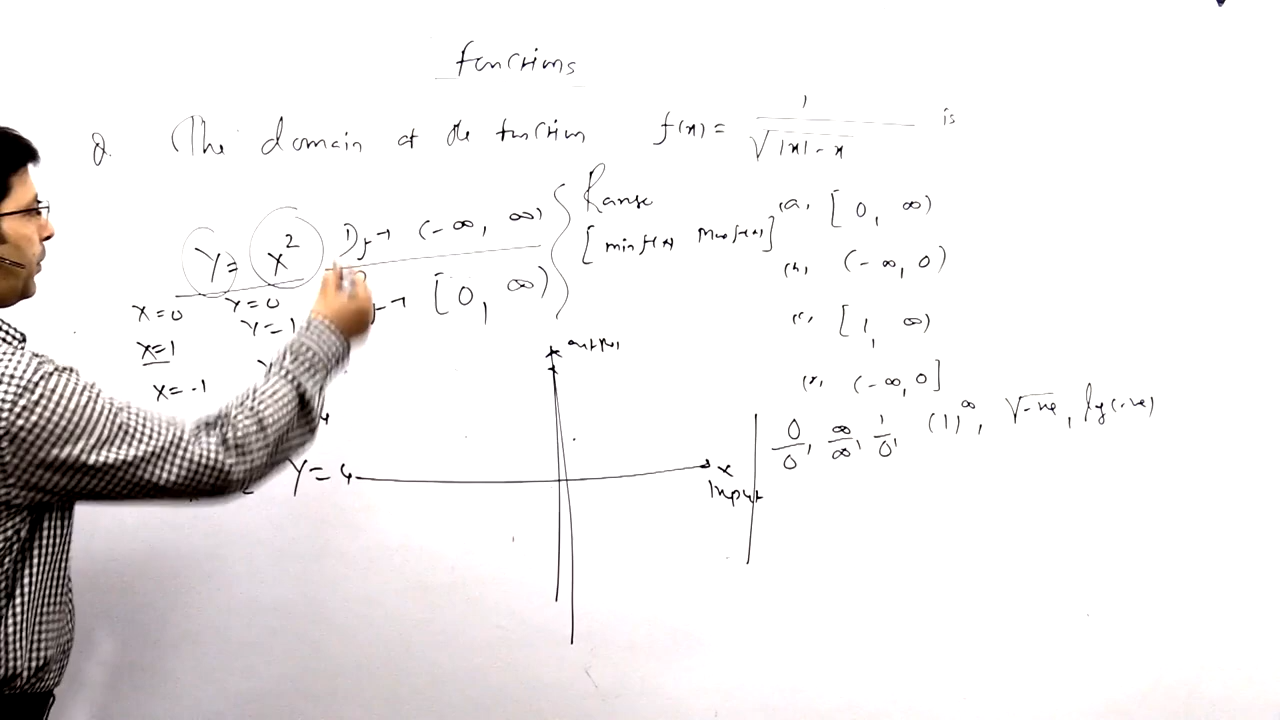 Functions
Q. The domain of the function f(x) = 1/√|x| - x is
(a, [0, ∞)
(b, (-∞, 0)
(c, [1, ∞)
(-∞, 0]
Y = x² Df → (-∞, ∞)
→ [0, ∞)
Range
[min f(x) Max f(x)]
x=0 Y=0
x=1 Y=1
x=-1
Y=4
output
x
Input
0/0, ∞/∞, 1/0, (1)^∞, √-ve, log(-ve)